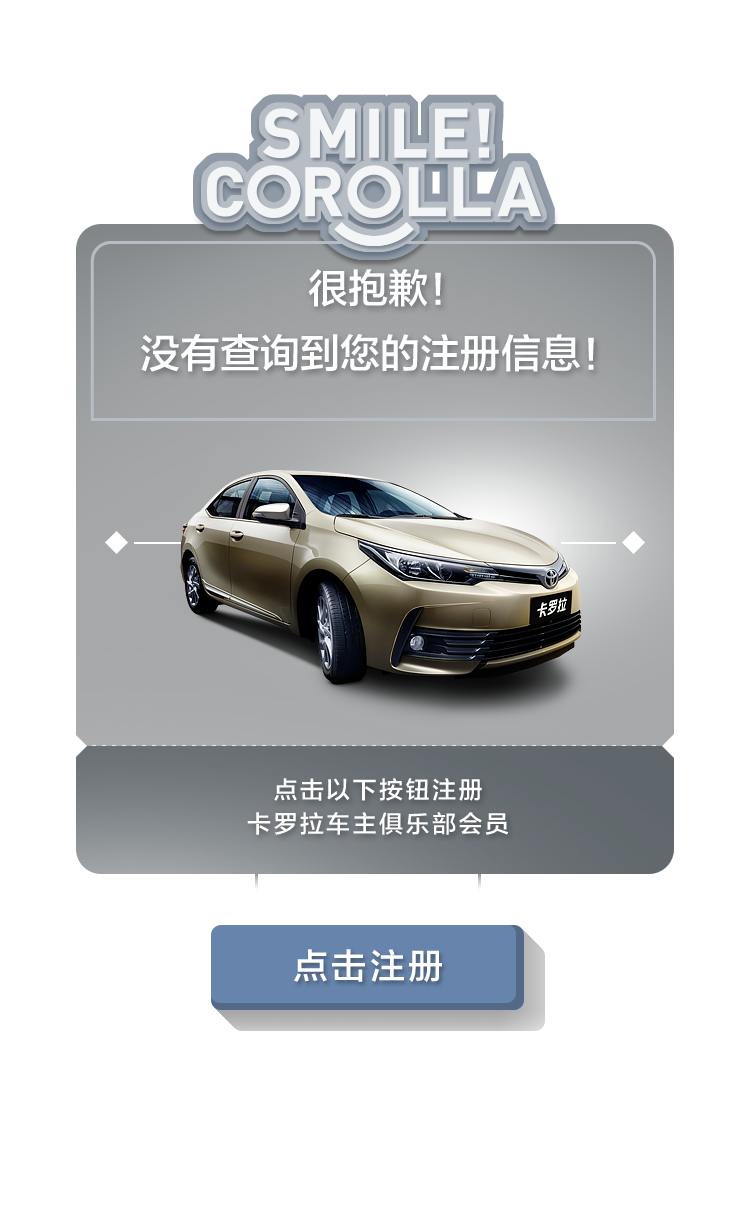 SMILE!
COROLLA
很抱歉!
没有查询到您的注册信息!
卡罗拉
点击以下按钮注册
卡罗拉车主俱乐部会员
点击注册